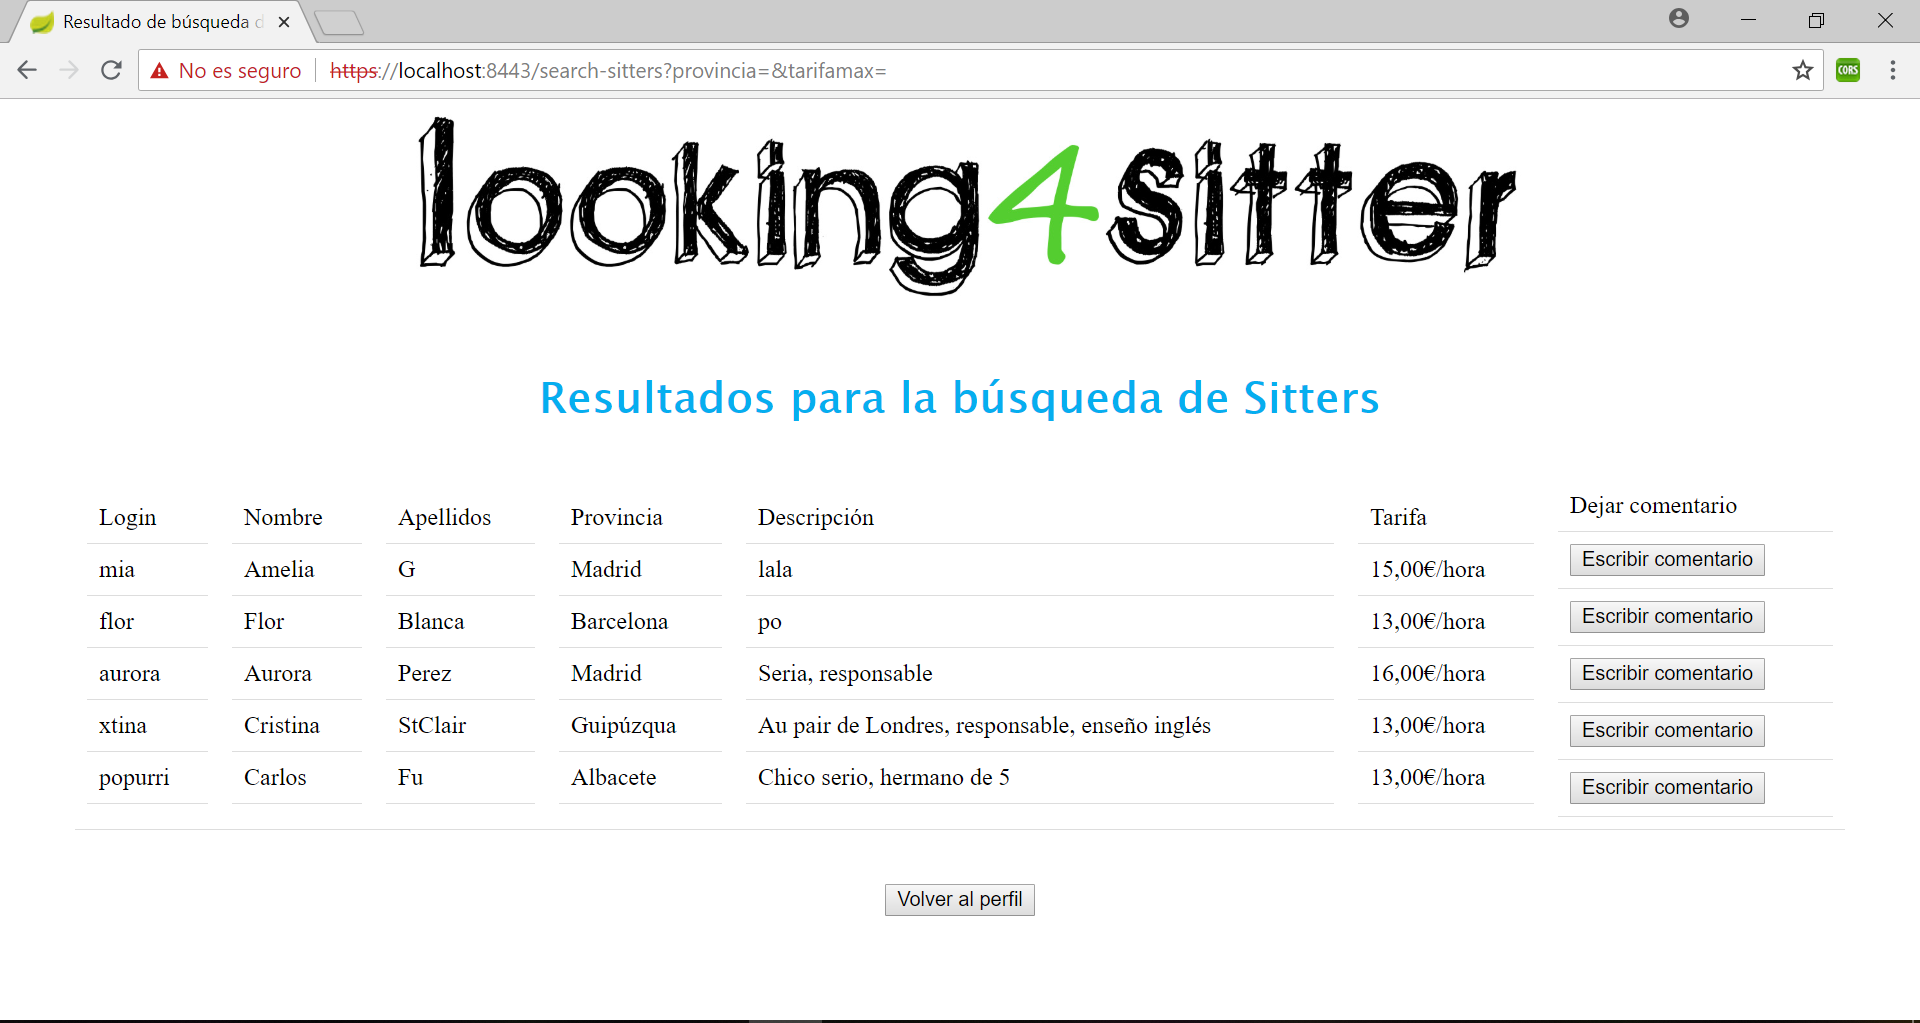 Resultado de búsqueda d
No es seguro https://localhost:8443/search-sitters?provincia=&tarifamax=
CORS
looking4Sitter
Resultados para la búsqueda de Sitters
Login Nombre Apellidos Provincia Descripción Tarifa Dejar comentario
mia Amelia G Madrid lala 15,00€/hora Escribir comentario
flor Flor Blanca Barcelona po 13,00€/hora Escribir comentario
aurora Aurora Perez Madrid Seria, responsable 16,00€/hora Escribir comentario
xtina Cristina StClair Guipúzqua Au pair de Londres, responsable, enseño inglés 13,00€/hora Escribir comentario
popurri Carlos Fu Albacete Chico serio, hermano de 5 13,00€/hora Escribir comentario
Volver al perfil